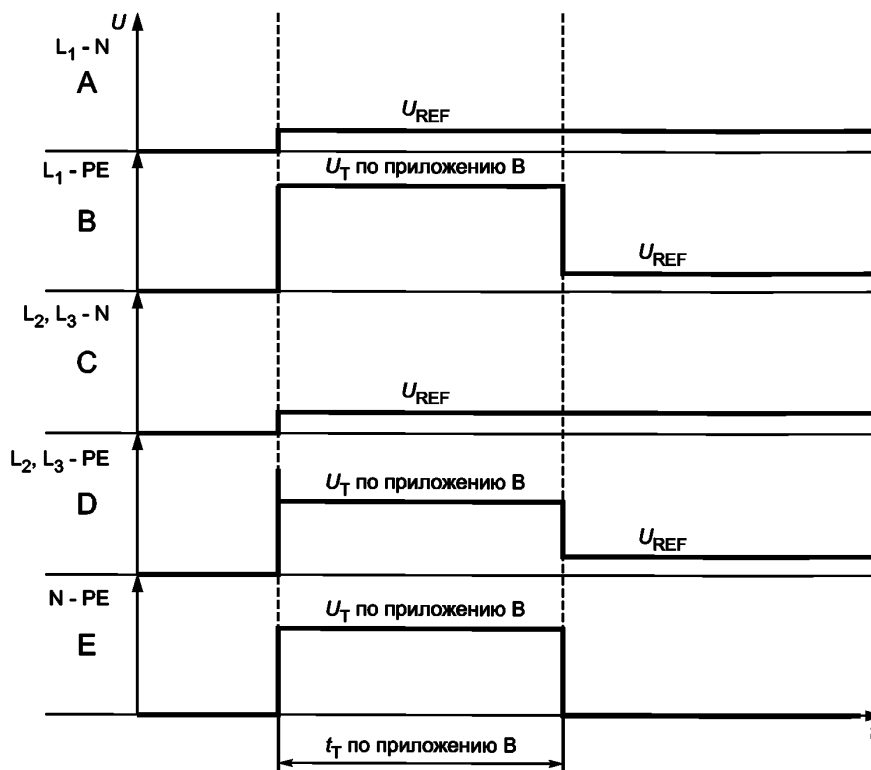 U
L1 - N
A
UREF
L1 - PE
UT по приложению В
B
UREF
L2, L3 - N
C
UREF
L2, L3 - PE
UT по приложению В
D
UREF
N - PE
UT по приложению В
E
tT по приложению В